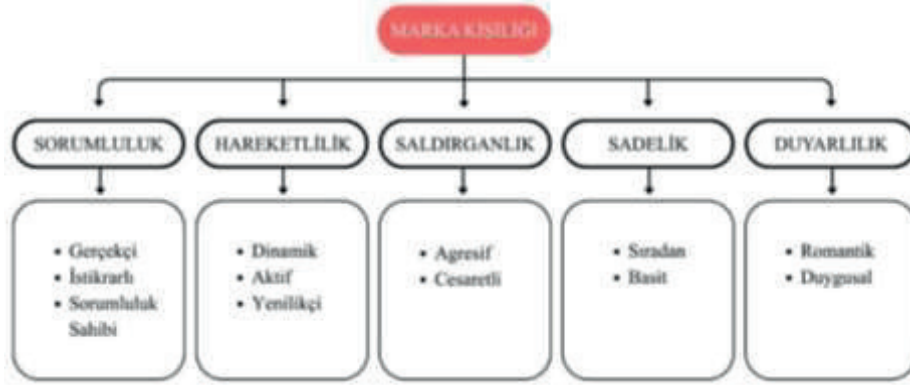 MARKA KİŞİLİĞİ
SORUMLULUK
HAREKETLİLİK
SALDIRGANLIK
SADELİK
DUYARLILIK
• Gerçekçi
• İstikrarlı
• Sorumluluk
Sahibi
• Dinamik
• Aktif
• Yenilikçi
• Agresif
• Cesaretli
• Sıradan
• Basit
• Romantik
• Duygusal